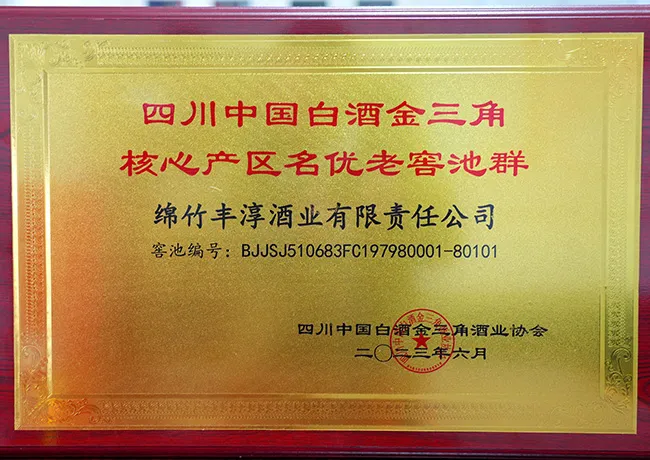 四川中国白酒金三角
核心产区名优老窖池群
绵竹丰淳酒业有限责任公司
窖池编号：BJJSJ510683FC197980001-80101
四川中国白酒金三角酒业协会
二〇二三年六月